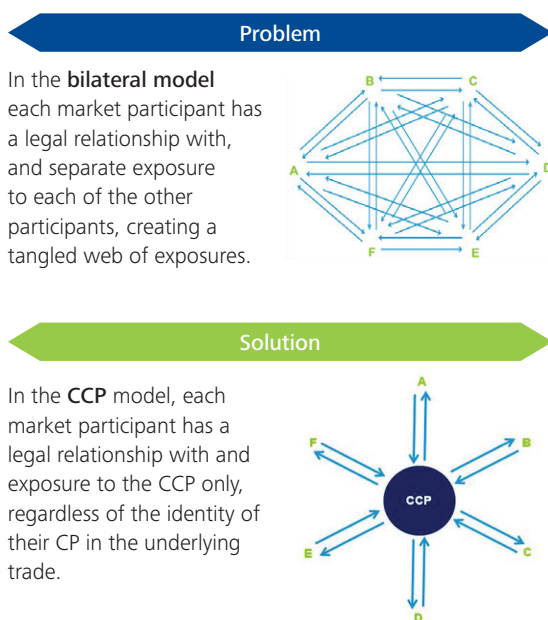 Problem
In the bilateral model
each market participant has
a legal relationship with,
and separate exposure
to each of the other
participants, creating a
tangled web of exposures.
B
C
A
D
F
E
Solution
In the CCP model, each
market participant has a
legal relationship with and
exposure to the CCP only,
regardless of the identity of
their CP in the underlying
trade.
A
F
B
CCP
E
C
D